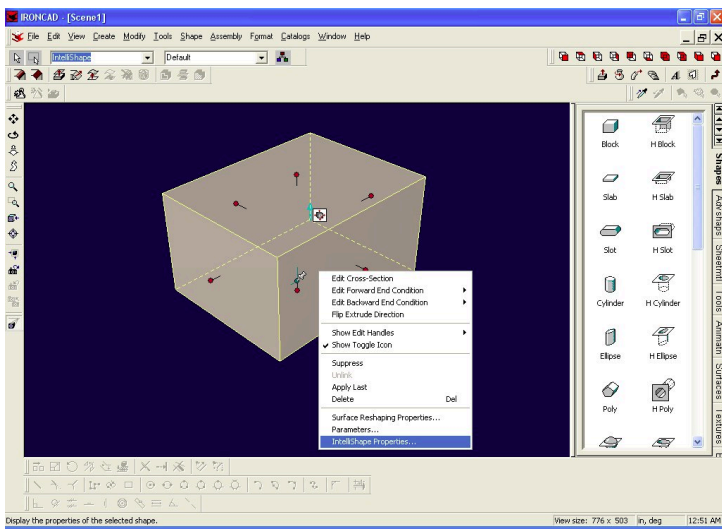 IRONCAD - [Scene1]
File Edit View Create Modify Tools Shape Assembly Format Catalogs Window Help
IntelliShape Default
Block H Block
Slab H Slab
Slot H Slot
Cylinder H Cylinder
Ellipse H Ellipse
Poly H Poly
Shapes
Advshaps
Sheetmtl
Tools
Animatn
Surfaces
Textures
Edit Cross-Section
Edit Forward End Condition
Edit Backward End Condition
Flip Extrude Direction
Show Edit Handles
Show Toggle Icon
Suppress
Unlink
Apply Last
Delete Del
Surface Reshaping Properties...
Parameters...
IntelliShape Properties...
Display the properties of the selected shape. View size: 776 x 503 in, deg 12:51 AM